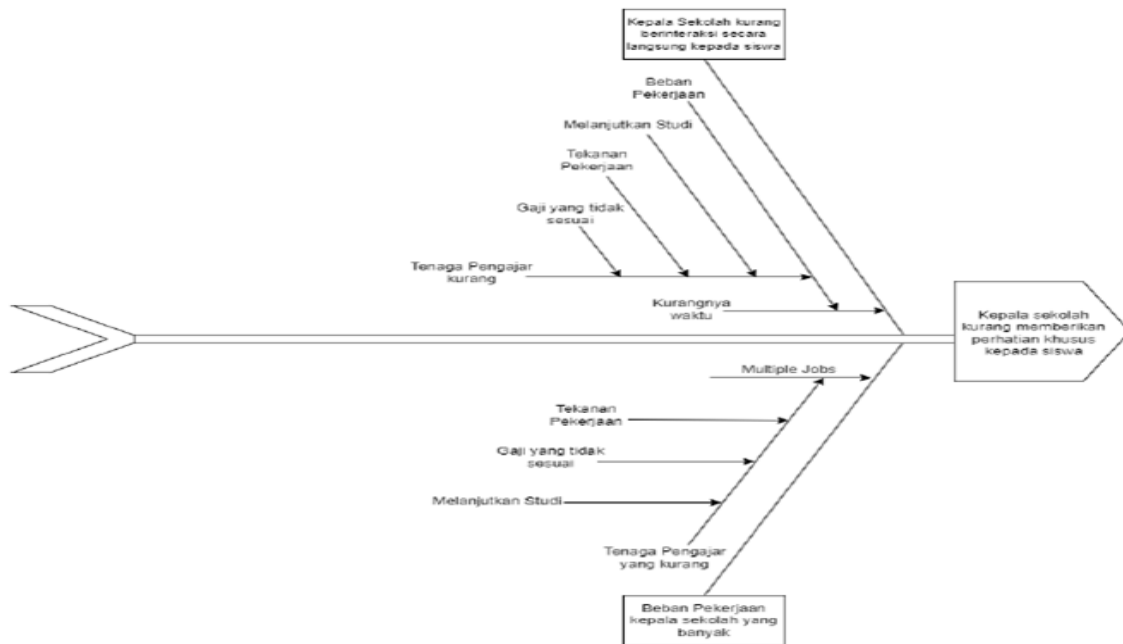 Kepala Sekolah kurang
berinteraksi secara
langsung kepada siswa
Beban
Pekerjaan
Melanjutkan Studi
Tekanan
Pekerjaan
Gaji yang tidak
sesuai
Tenaga Pengajar
kurang
Kurangnya
waktu
Kepala sekolah
kurang memberikan
perhatian khusus
kepada siswa
Multiple Jobs
Tekanan
Pekerjaan
Gaji yang tidak
sesuai
Melanjutkan Studi
Tenaga Pengajar
yang kurang
Beban Pekerjaan
kepala sekolah yang
banyak